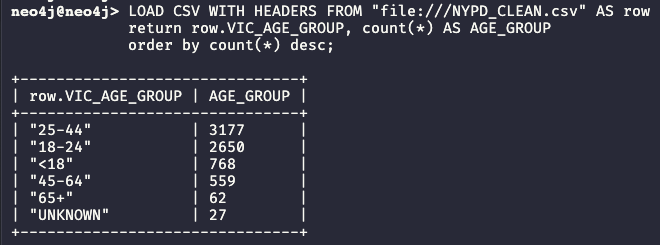 neo4j@neo4j> LOAD CSV WITH HEADERS FROM "file:///NYPD_CLEAN.csv" AS row
return row.VIC_AGE_GROUP, count(*) AS AGE_GROUP
order by count(*) desc;
+-----------------------------+
| row.VIC_AGE_GROUP | AGE_GROUP |
+-----------------------------+
| "25-44" | 3177 |
| "18-24" | 2650 |
| "<18" | 768 |
| "45-64" | 559 |
| "65+" | 62 |
| "UNKNOWN" | 27 |
+-----------------------------+